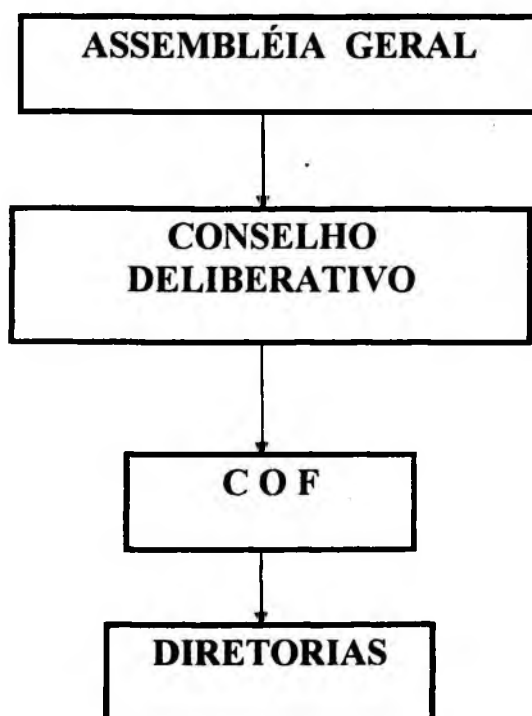 ASSEMBLÉIA GERAL
CONSELHO
DELIBERATIVO
C O F
DIRETORIAS